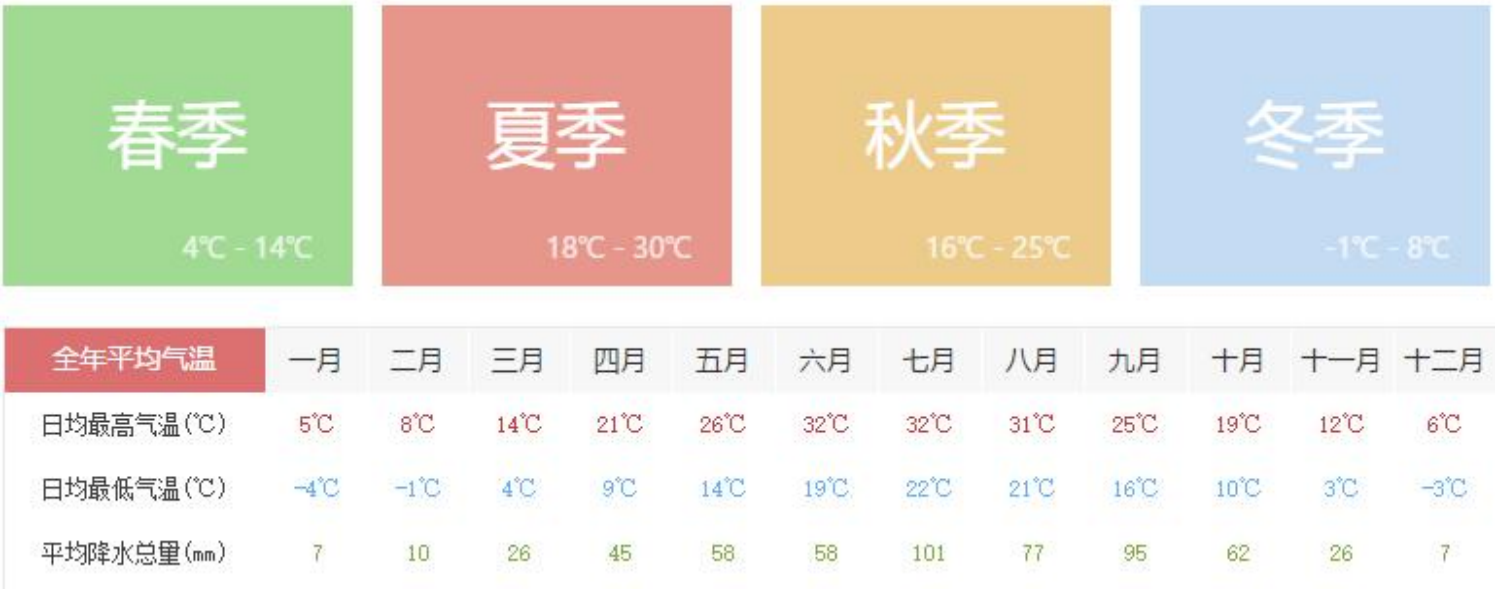 春季 夏季 秋季 冬季
4℃ - 14℃ 18℃ - 30℃ 16℃ - 25℃ -1℃ - 8℃
全年平均气温 一月 二月 三月 四月 五月 六月 七月 八月 九月 十月 十一月 十二月
日均最高气温(℃) 5℃ 8℃ 14℃ 21℃ 26℃ 32℃ 32℃ 31℃ 25℃ 19℃ 12℃ 6℃
日均最低气温(℃) -4℃ -1℃ 4℃ 9℃ 14℃ 19℃ 22℃ 21℃ 16℃ 10℃ 3℃ -3℃
平均降水总量(mm) 7 10 26 45 58 58 101 77 95 62 26 7